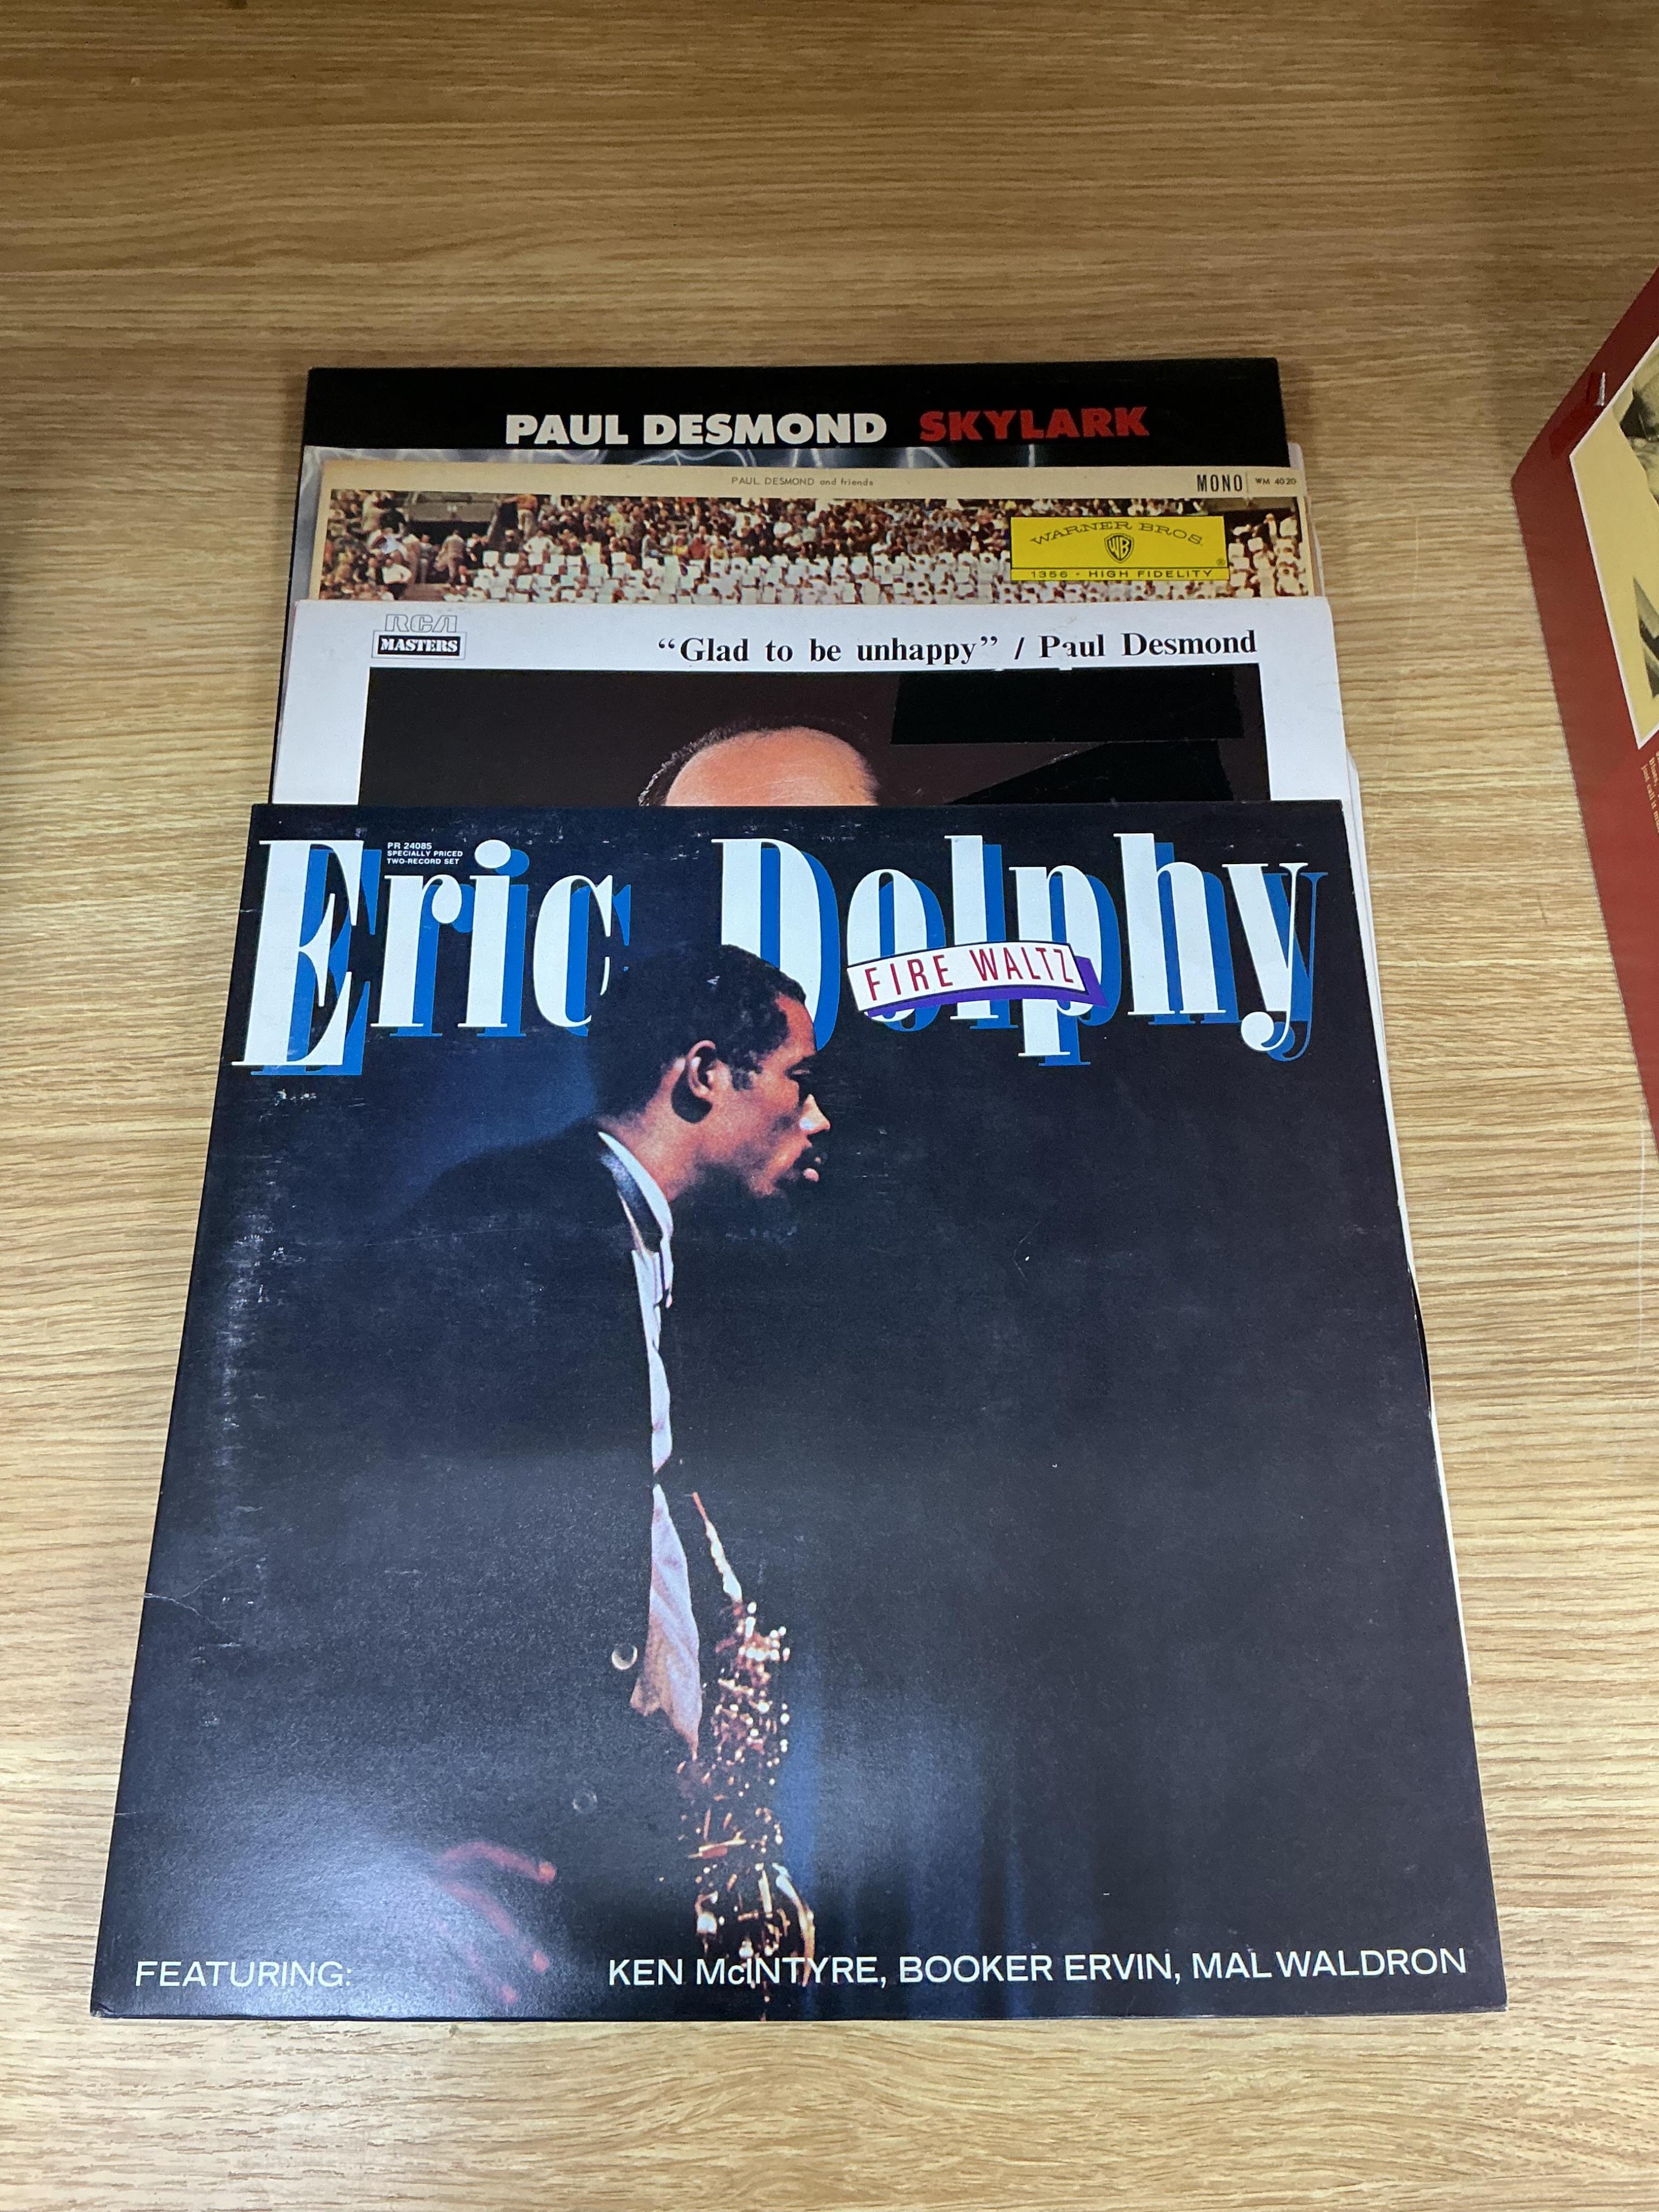 PAUL DESMOND SKYLARK
PAUL DESMOND and friends
MONO WM 4020
WARNER BROS.
WB
®
1356 • HIGH FIDELITY
RCA
MASTERS
“Glad to be unhappy” / Paul Desmond
Eric Dolphy
PR 24085
SPECIALLY PRICED
TWO-RECORD SET
FIRE WALTZ
FEATURING: KEN McINTYRE, BOOKER ERVIN, MAL WALDRON